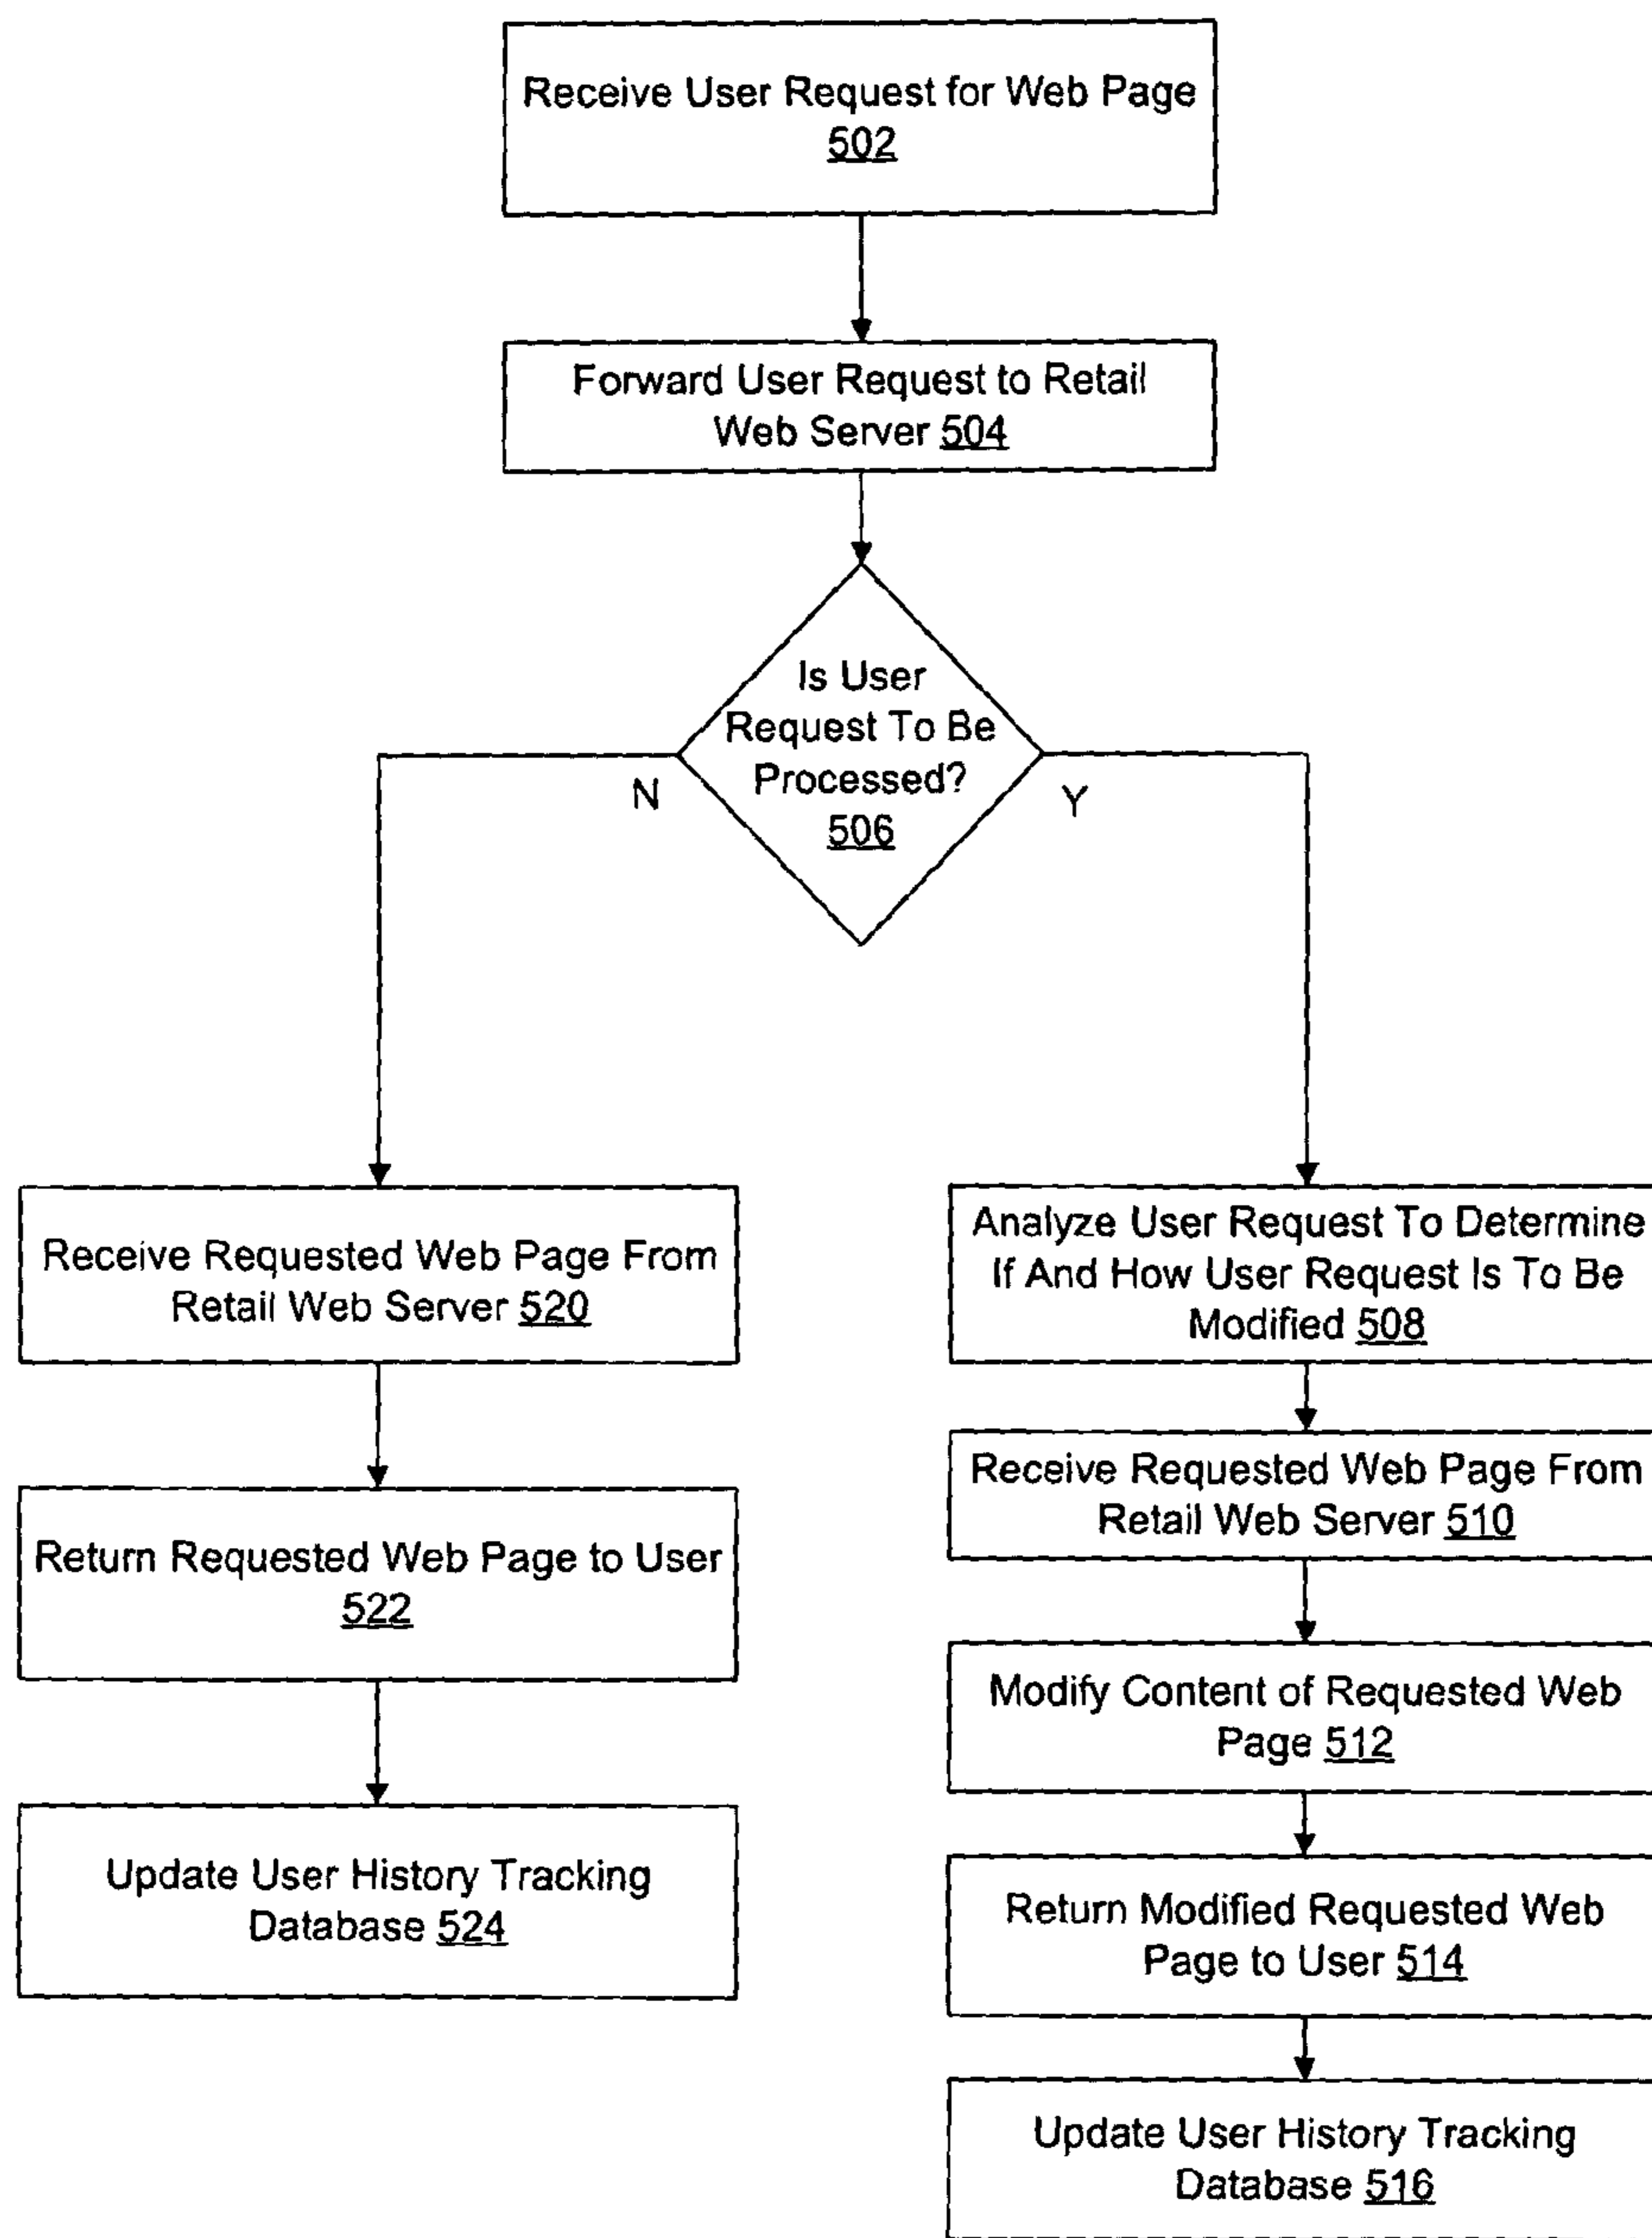 Receive User Request for Web Page
502
Forward User Request to Retail
Web Server 504
Is User
Request To Be
Processed?
506
N
Y
Receive Requested Web Page From
Retail Web Server 520
Return Requested Web Page to User
522
Update User History Tracking
Database 524
Analyze User Request To Determine
If And How User Request Is To Be
Modified 508
Receive Requested Web Page From
Retail Web Server 510
Modify Content of Requested Web
Page 512
Return Modified Requested Web
Page to User 514
Update User History Tracking
Database 516